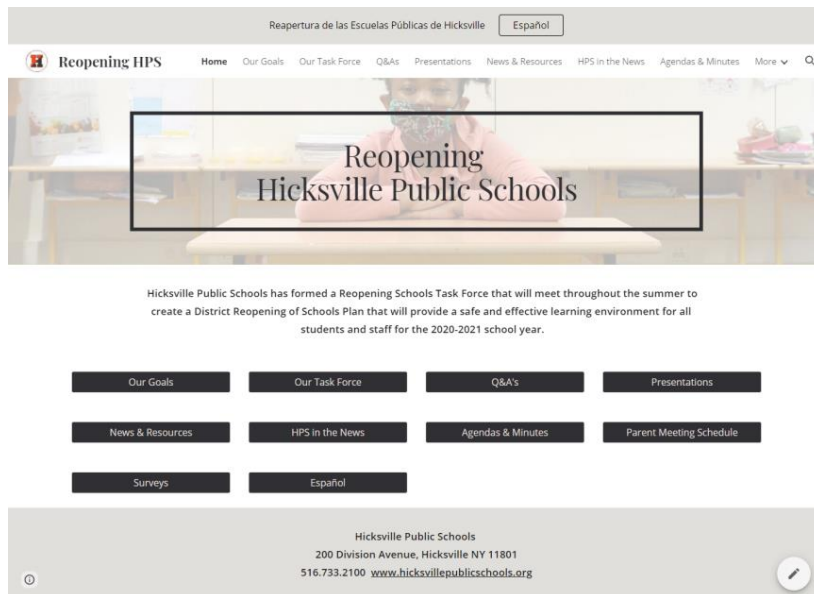 Reapertura de las Escuelas Públicas de Hicksville Español
H Reopening HPS Home Our Goals Our Task Force Q&As Presentations News & Resources HPS in the News Agendas & Minutes More
Reopening
Hicksville Public Schools
Hicksville Public Schools has formed a Reopening Schools Task Force that will meet throughout the summer to
create a District Reopening of Schools Plan that will provide a safe and effective learning environment for all
students and staff for the 2020-2021 school year.
Our Goals Our Task Force Q&A's Presentations
News & Resources HPS in the News Agendas & Minutes Parent Meeting Schedule
Surveys Español
Hicksville Public Schools
200 Division Avenue, Hicksville NY 11801
516.733.2100 www.hicksvillepublicschools.org